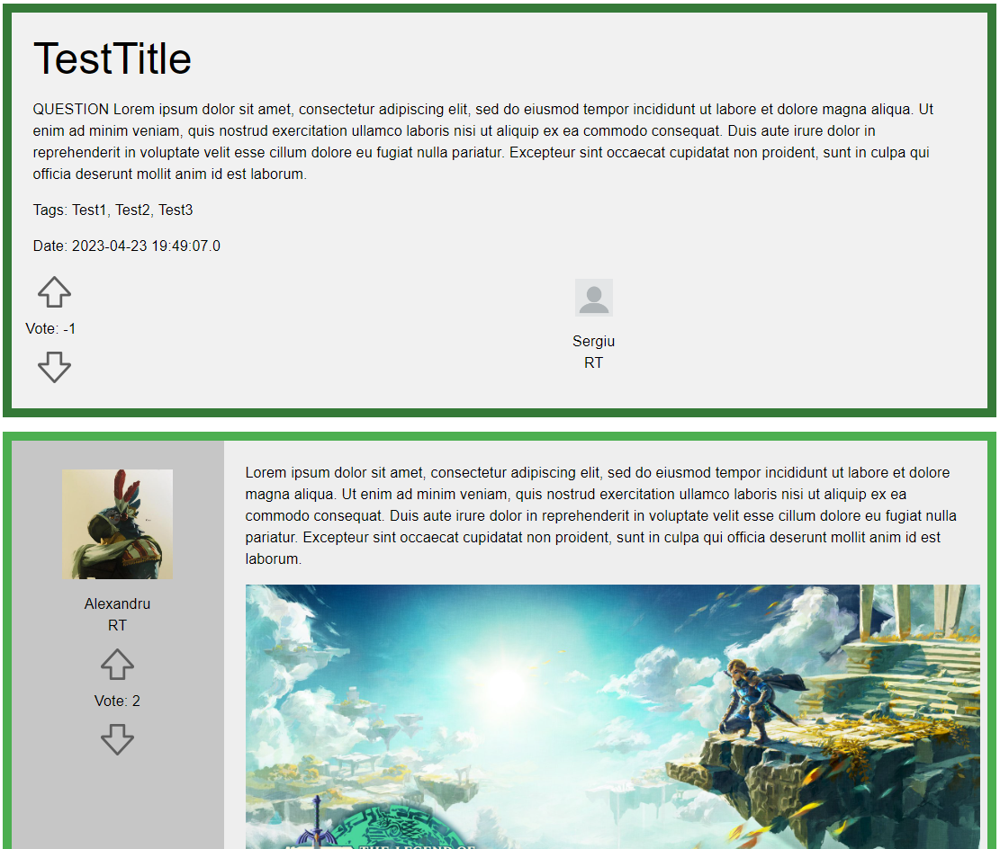 TestTitle
QUESTION Lorem ipsum dolor sit amet, consectetur adipiscing elit, sed do eiusmod tempor incididunt ut labore et dolore magna aliqua. Ut
enim ad minim veniam, quis nostrud exercitation ullamco laboris nisi ut aliquip ex ea commodo consequat. Duis aute irure dolor in
reprehenderit in voluptate velit esse cillum dolore eu fugiat nulla pariatur. Excepteur sint occaecat cupidatat non proident, sunt in culpa qui
officia deserunt mollit anim id est laborum.
Tags: Test1, Test2, Test3
Date: 2023-04-23 19:49:07.0
Vote: -1
Sergiu
RT
Alexandru
RT
Vote: 2
Lorem ipsum dolor sit amet, consectetur adipiscing elit, sed do eiusmod tempor incididunt ut labore et dolore
magna aliqua. Ut enim ad minim veniam, quis nostrud exercitation ullamco laboris nisi ut aliquip ex ea
commodo consequat. Duis aute irure dolor in reprehenderit in voluptate velit esse cillum dolore eu fugiat nulla
pariatur. Excepteur sint occaecat cupidatat non proident, sunt in culpa qui officia deserunt mollit anim id est
laborum.
THE LEGEND OF